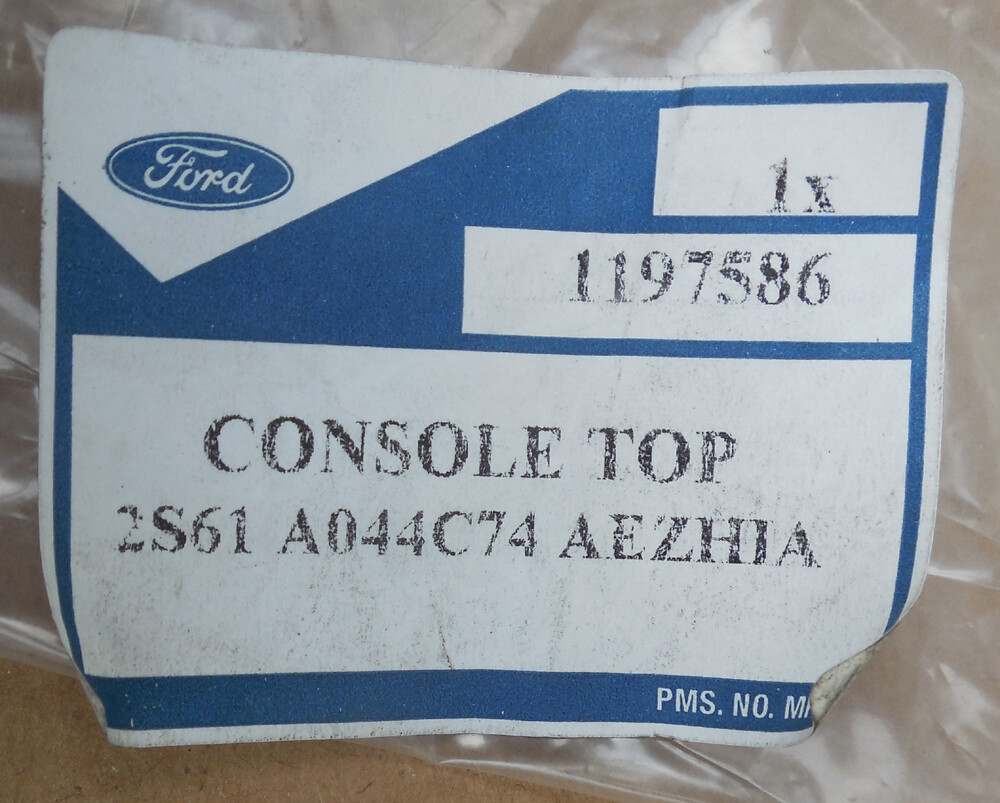 Ford
1x
1197586
CONSOLE TOP
2S61 A044C74 AEZHIA
PMS. NO.